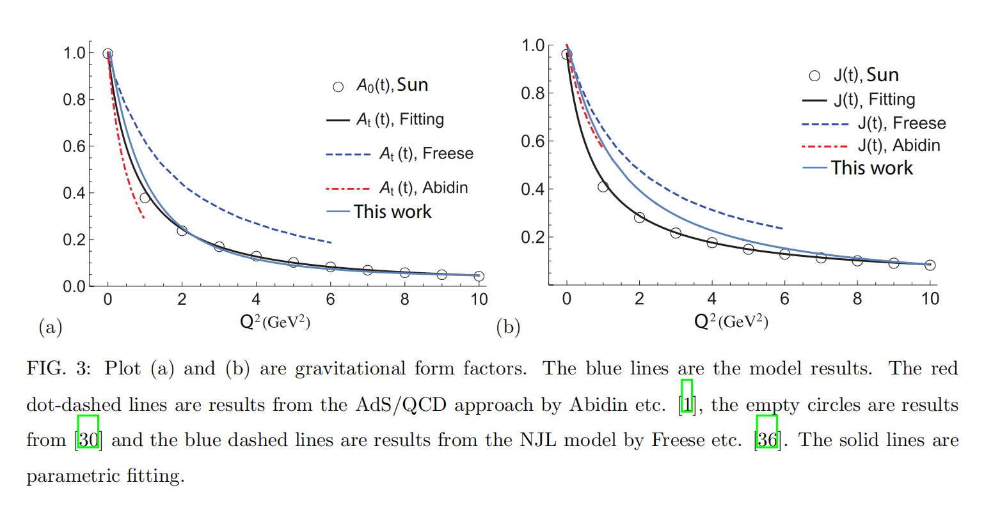 1.0
0.8
0.6
0.4
0.2
0.0
0 2 4 6 8 10
Q²(GeV²)
(a)
A₀(t), Sun
Aₜ (t), Fitting
Aₜ (t), Freese
Aₜ (t), Abidin
This work
1.0
0.8
0.6
0.4
0.2
0 2 4 6 8 10
Q²(GeV²)
(b)
J(t), Sun
J(t), Fitting
J(t), Freese
J(t), Abidin
This work
FIG. 3: Plot (a) and (b) are gravitational form factors. The blue lines are the model results. The red
dot-dashed lines are results from the AdS/QCD approach by Abidin etc. [1], the empty circles are results
from [30] and the blue dashed lines are results from the NJL model by Freese etc. [36]. The solid lines are
parametric fitting.